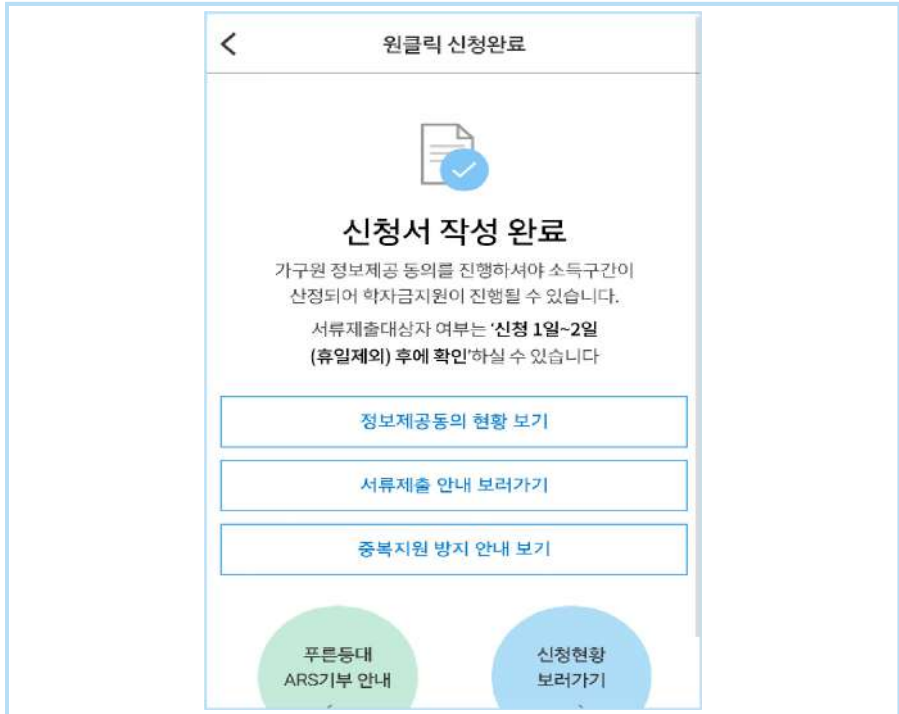 원클릭 신청완료
신청서 작성 완료
가구원 정보제공 동의를 진행하셔야 소득구간이
산정되어 학자금지원이 진행될 수 있습니다.
서류제출대상자 여부는 '신청 1일~2일
(휴일제외) 후에 확인'하실 수 있습니다
정보제공동의 현황 보기
서류제출 안내 보러가기
중복지원 방지 안내 보기
푸른등대
ARS기부 안내
신청현황
보러가기